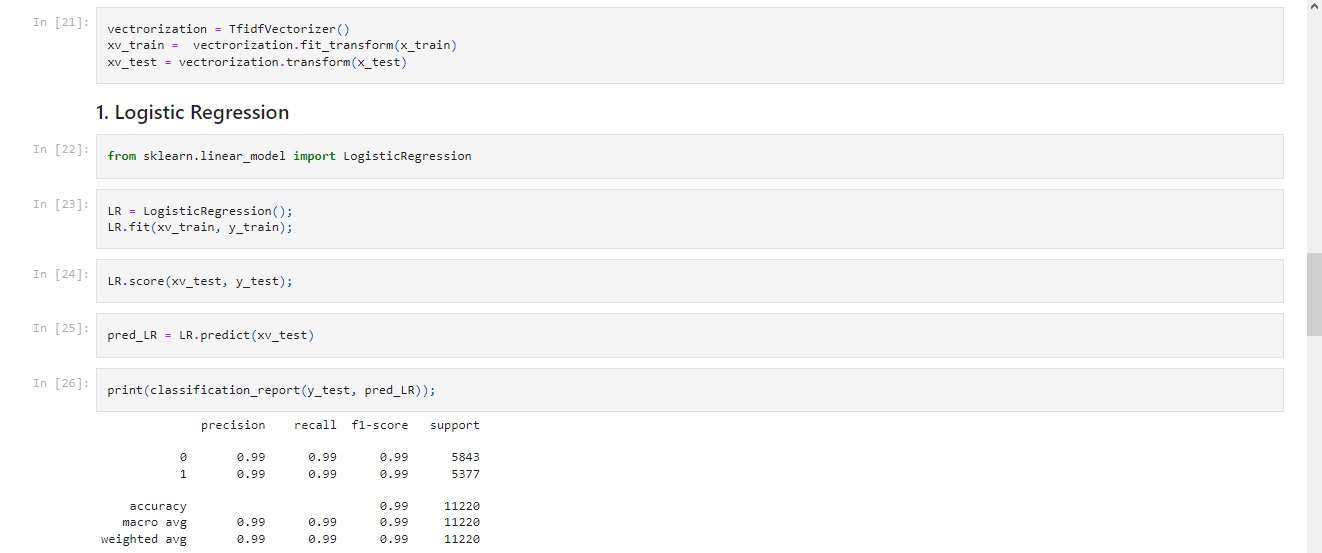 In [21]:
vectrorization = TfidfVectorizer()
xv_train =  vectrorization.fit_transform(x_train)
xv_test = vectrorization.transform(x_test)
1. Logistic Regression
In [22]:
from sklearn.linear_model import LogisticRegression
In [23]:
LR = LogisticRegression();
LR.fit(xv_train, y_train);
In [24]:
LR.score(xv_test, y_test);
In [25]:
pred_LR = LR.predict(xv_test)
In [26]:
print(classification_report(y_test, pred_LR));
precision    recall  f1-score   support
0       0.99      0.99      0.99      5843
1       0.99      0.99      0.99      5377
accuracy                           0.99     11220
macro avg       0.99      0.99      0.99     11220
weighted avg       0.99      0.99      0.99     11220